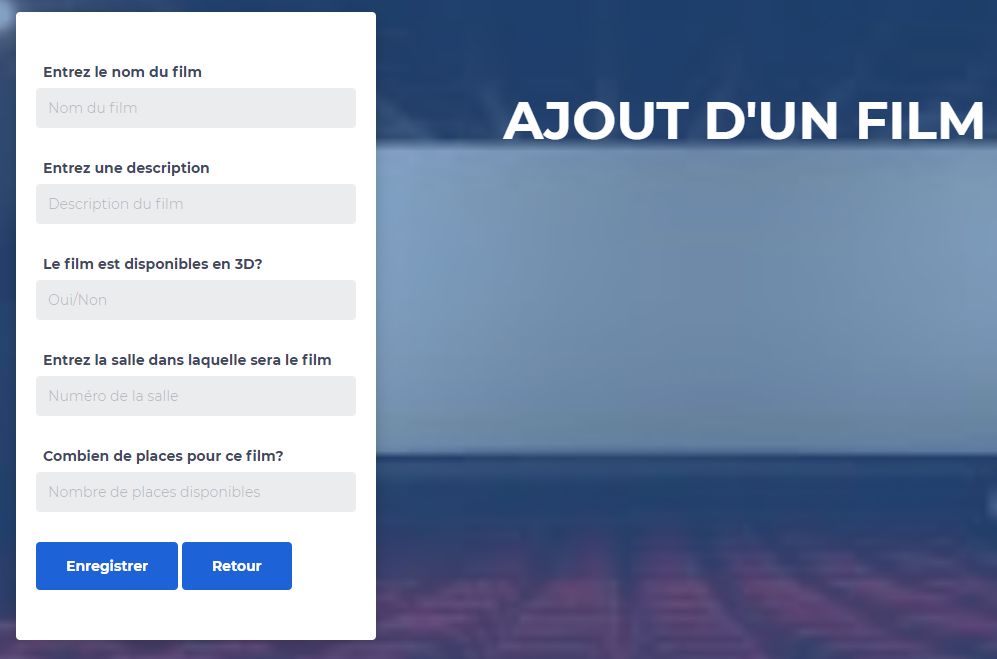 Entrez le nom du film
Nom du film
AJOUT D'UN FILM
Entrez une description
Description du film
Le film est disponibles en 3D?
Oui/Non
Entrez la salle dans laquelle sera le film
Numéro de la salle
Combien de places pour ce film?
Nombre de places disponibles
Enregistrer Retour